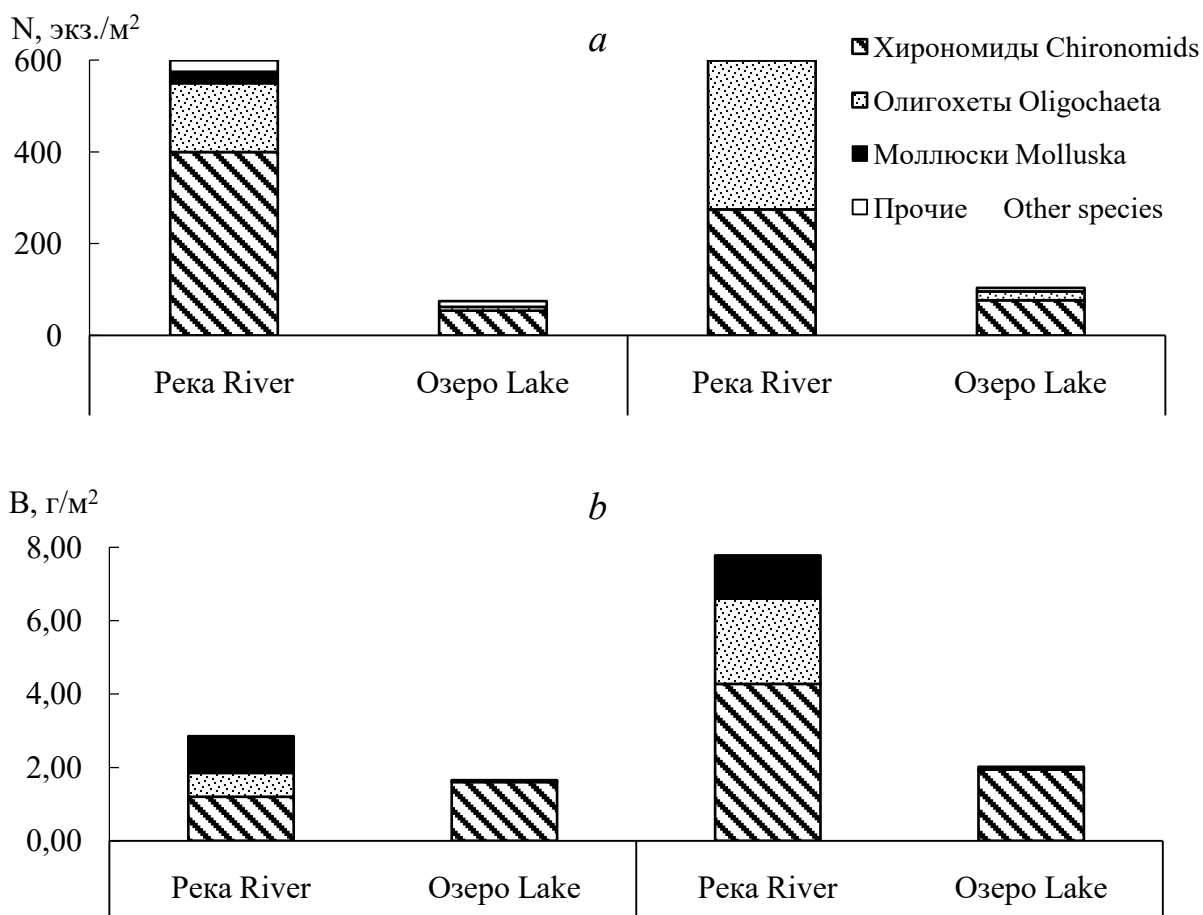 N, экз./м²
a
600
400
200
0
Хирономиды Chironomids
Олигохеты Oligochaeta
Моллюски Molluska
Прочие Other species
Река River Озеро Lake Река River Озеро Lake
B, г/м²
b
8,00
6,00
4,00
2,00
0,00
Река River Озеро Lake Река River Озеро Lake